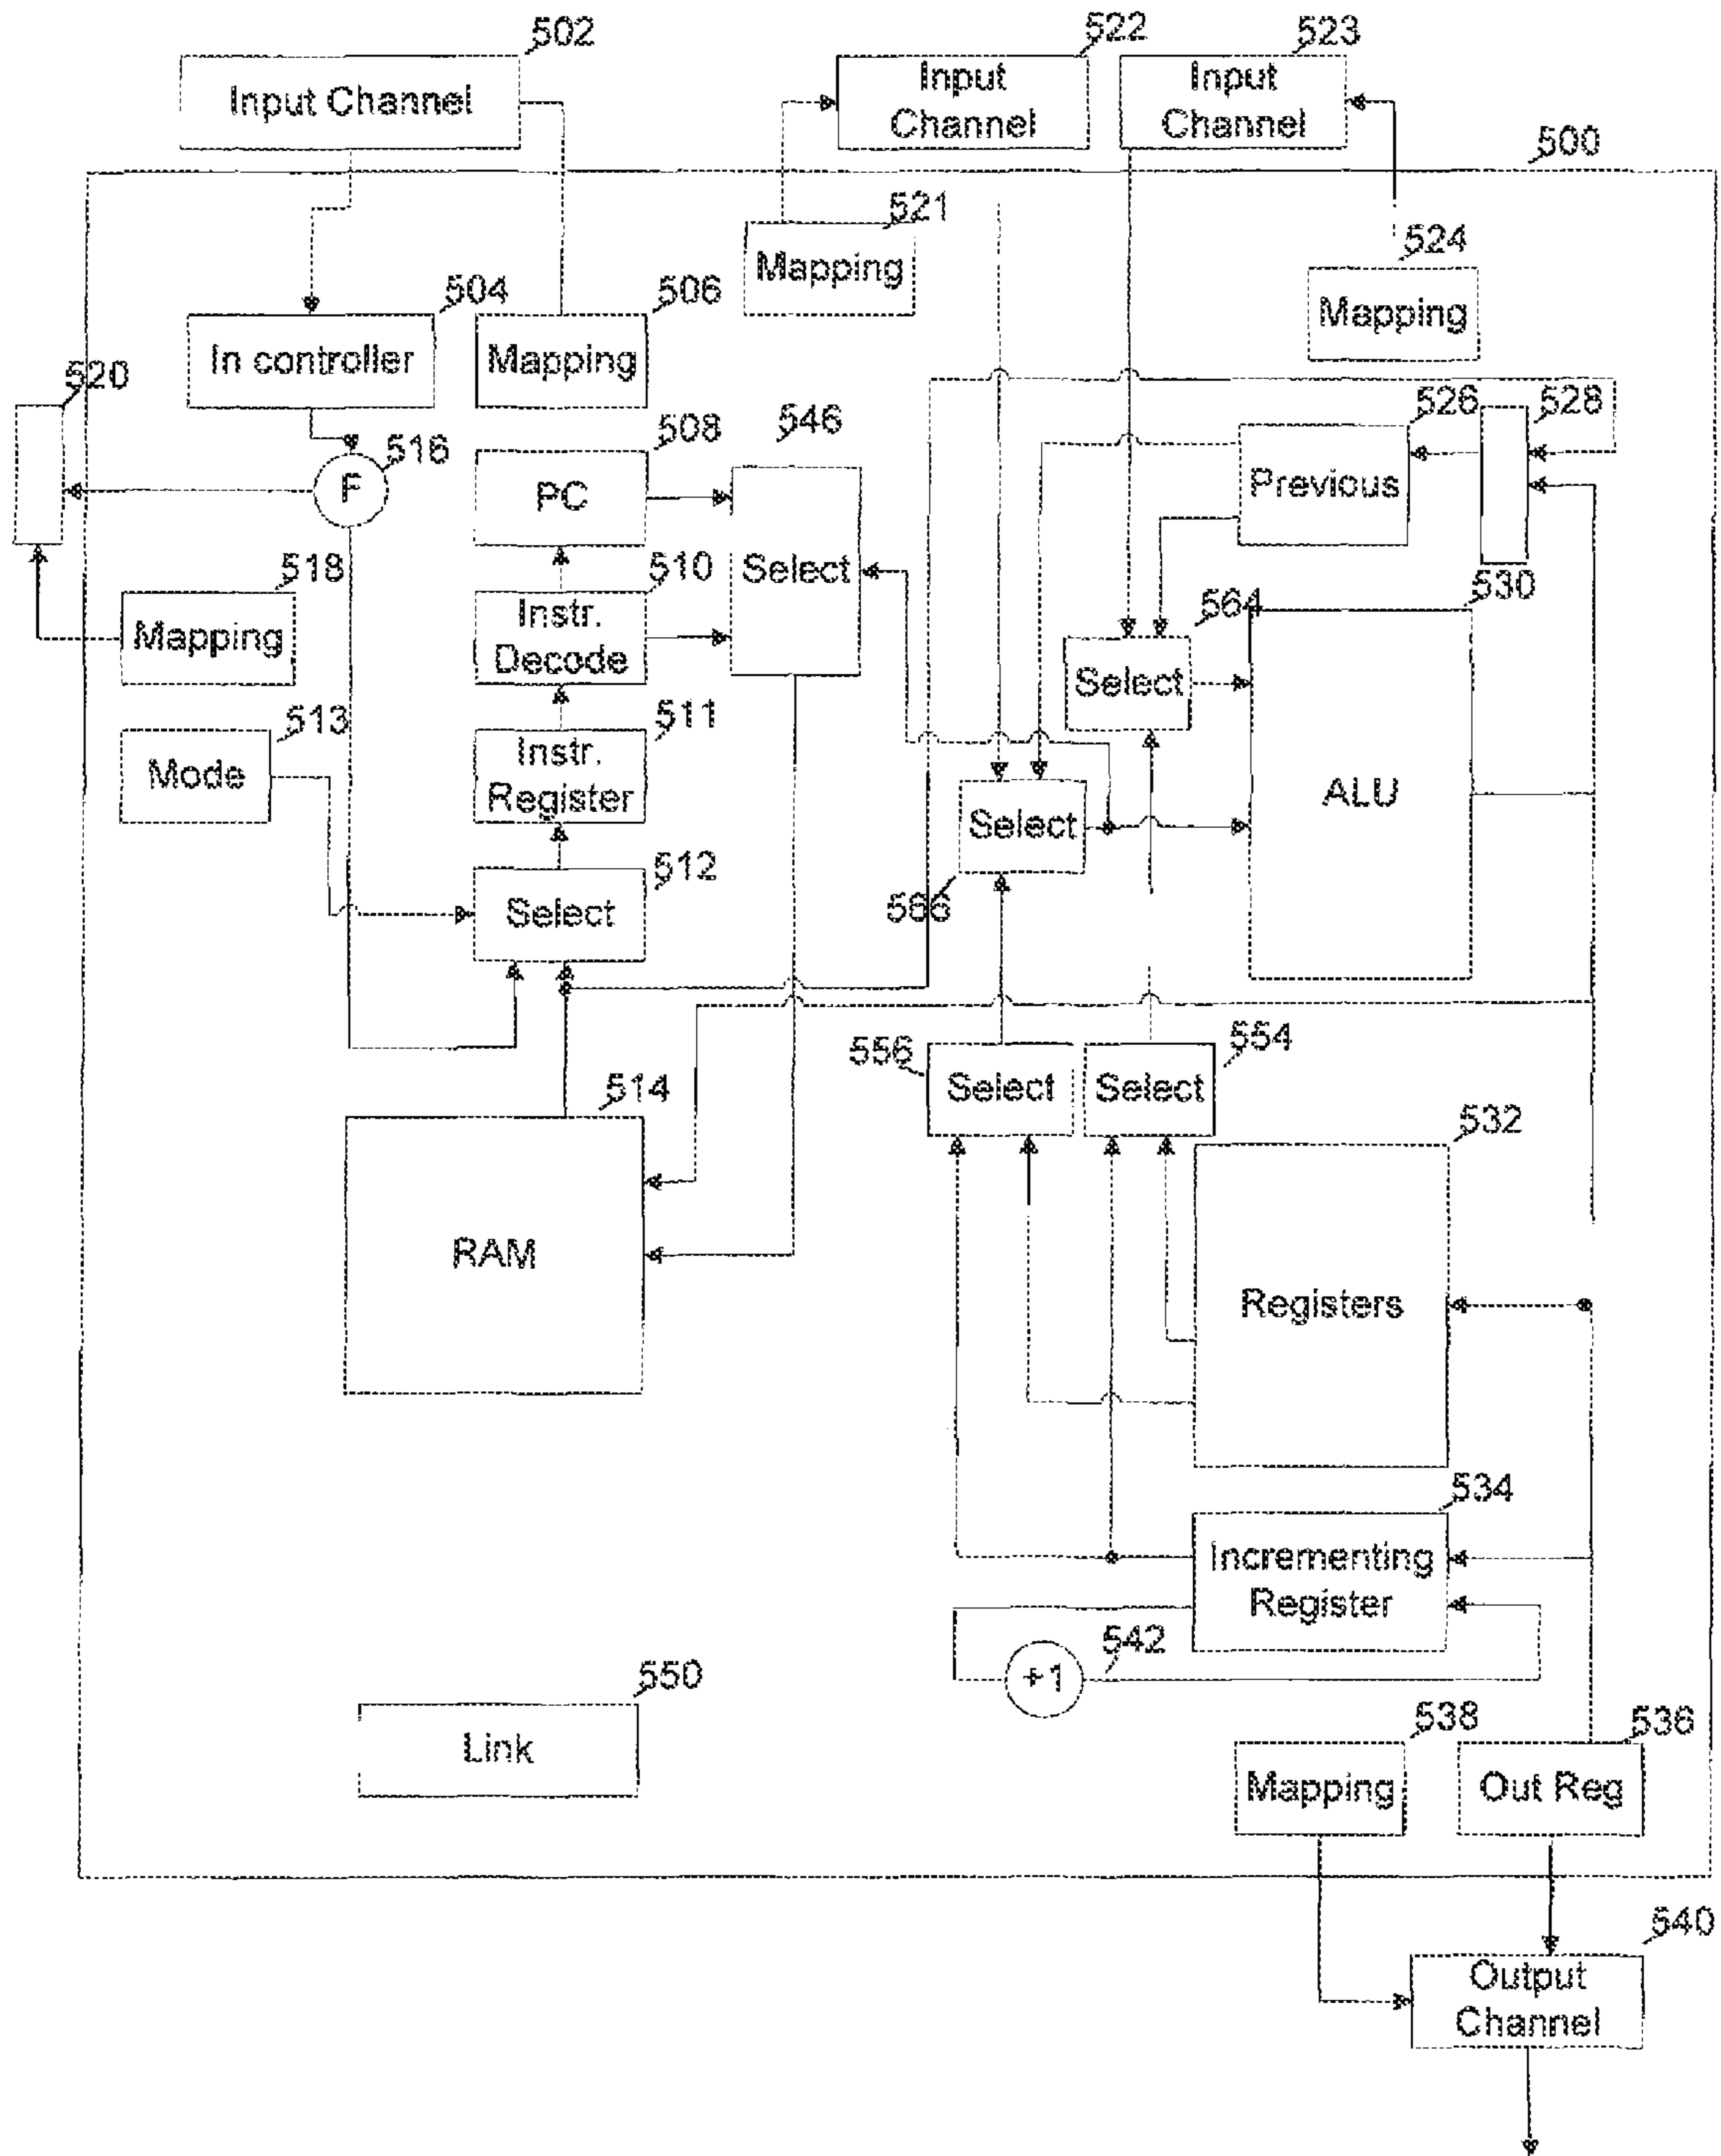 502
Input Channel
522
Input
Channel
523
Input
Channel
500
521
Mapping
524
Mapping
504
In controller
506
Mapping
520
516
F
508
PC
546
Select
526
Previous
528
518
Mapping
510
Instr.
Decode
564
Select
530
ALU
513
Mode
511
Instr.
Register
Select
566
512
Select
556
Select
554
Select
514
RAM
532
Registers
534
Incrementing
Register
542
+1
550
Link
538
Mapping
536
Out Reg
540
Output
Channel